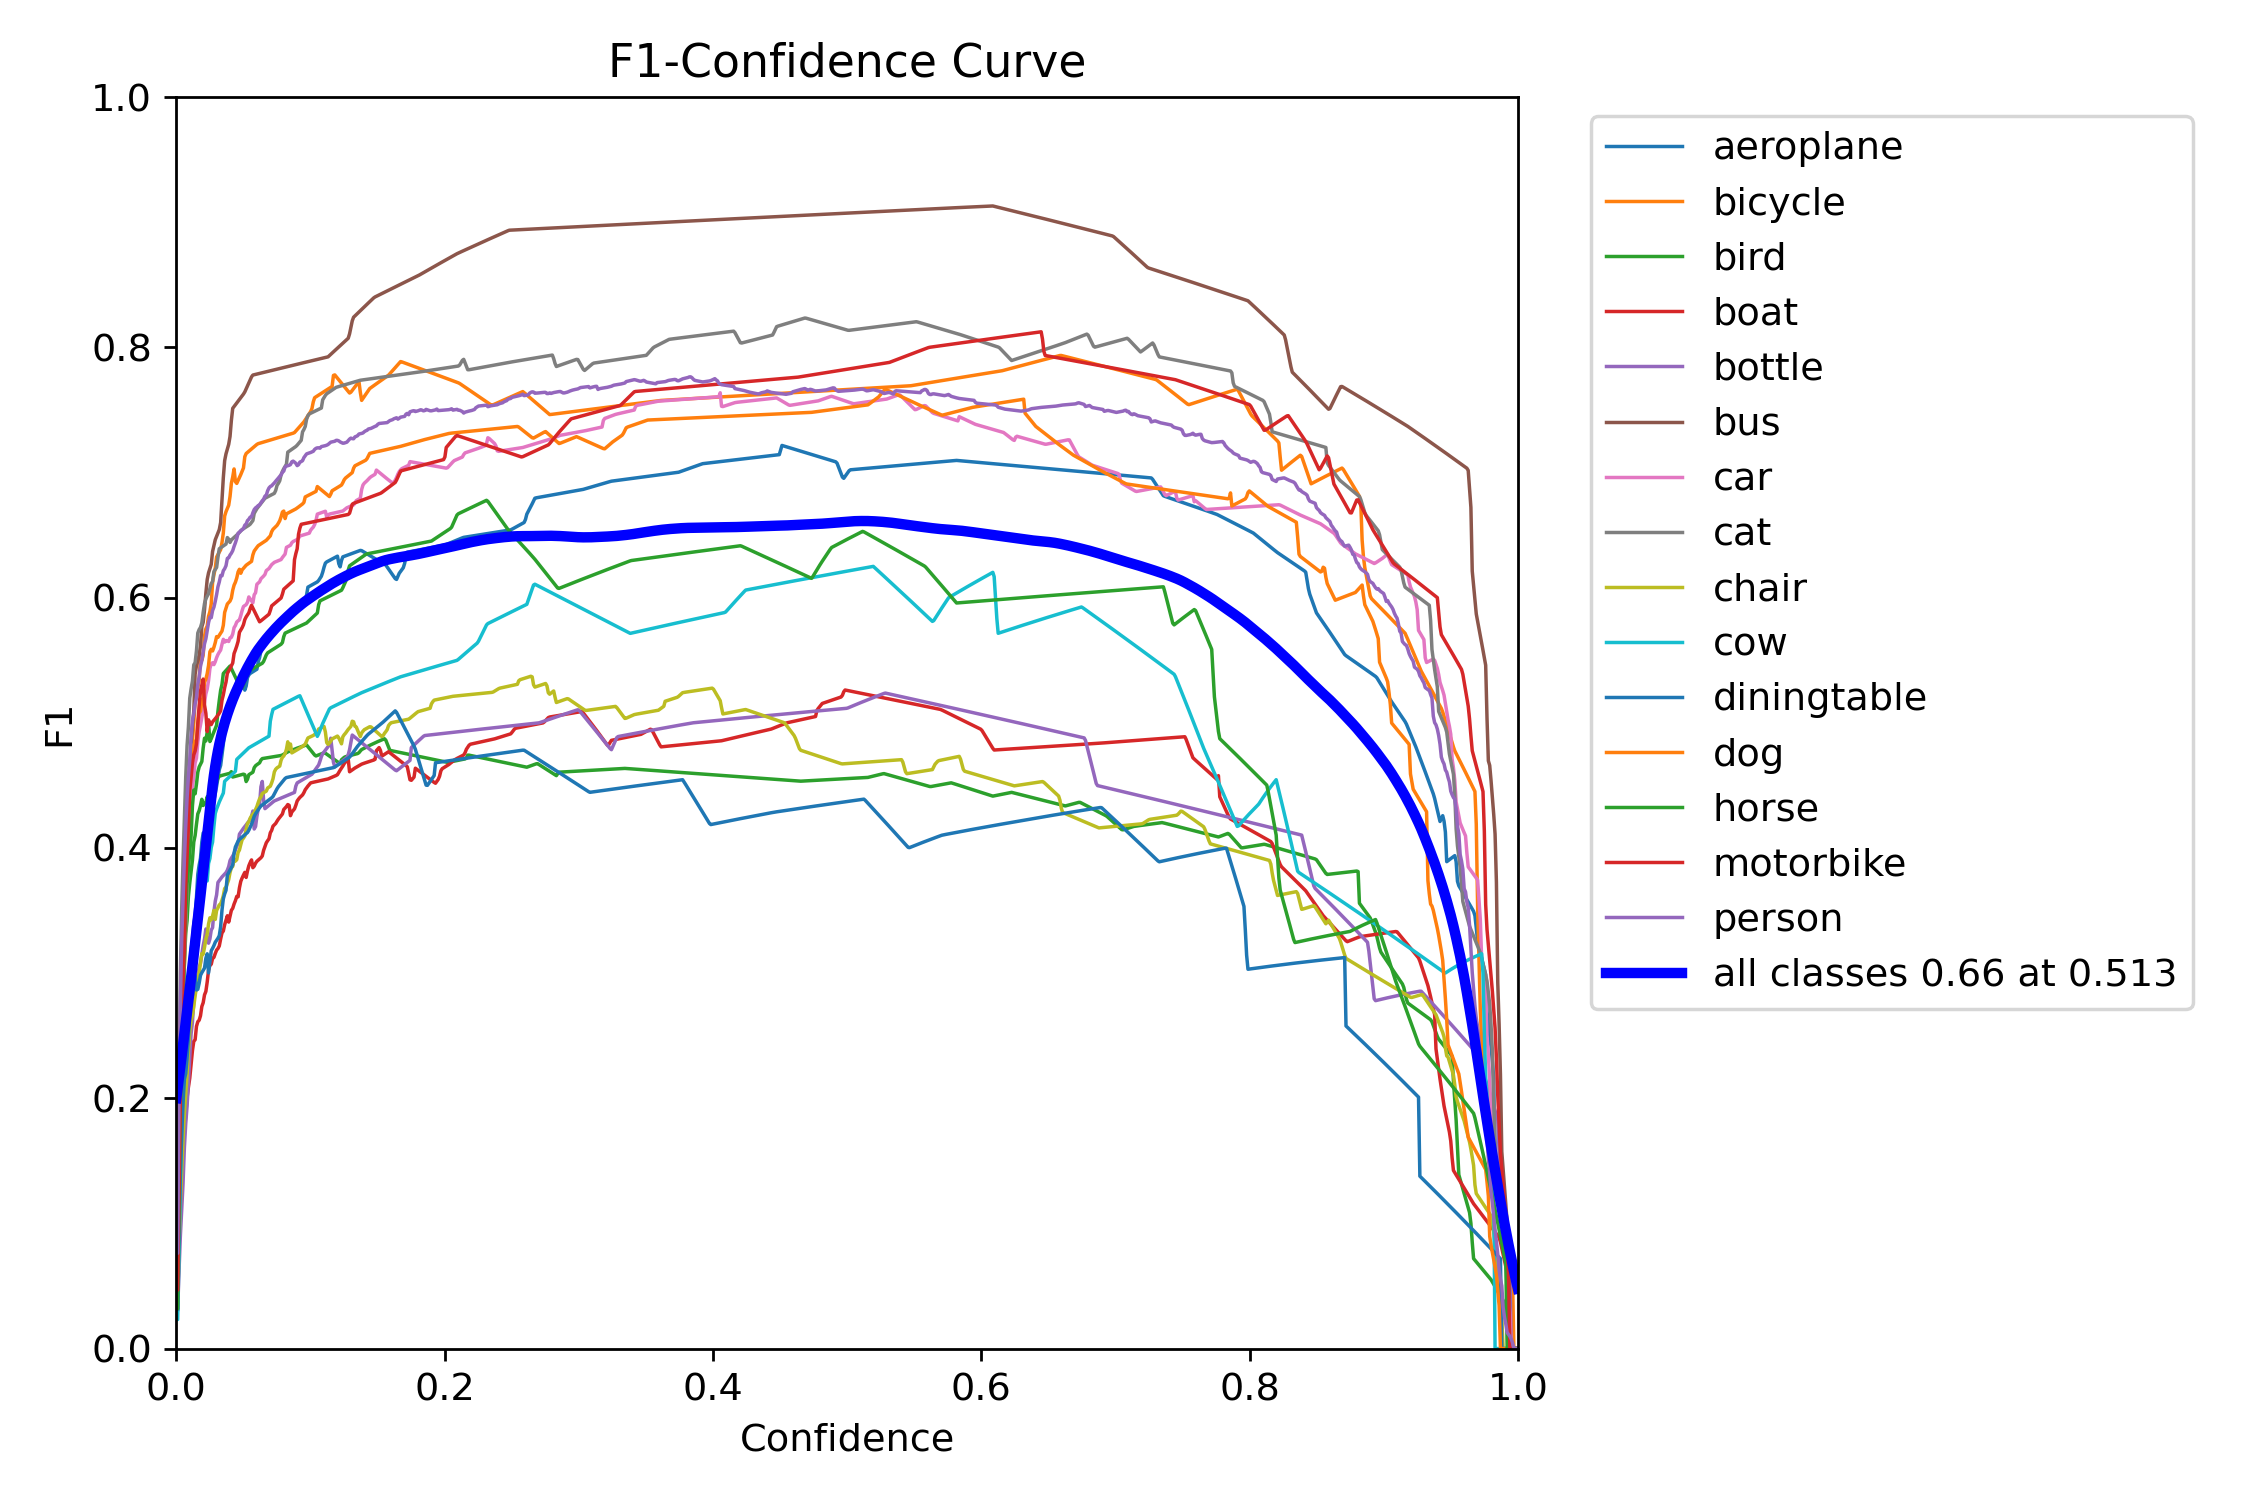 F1-Confidence Curve
1.0
0.8
0.6
0.4
0.2
0.0
F1
0.0 0.2 0.4 0.6 0.8 1.0
Confidence
aeroplane
bicycle
bird
boat
bottle
bus
car
cat
chair
cow
diningtable
dog
horse
motorbike
person
all classes 0.66 at 0.513